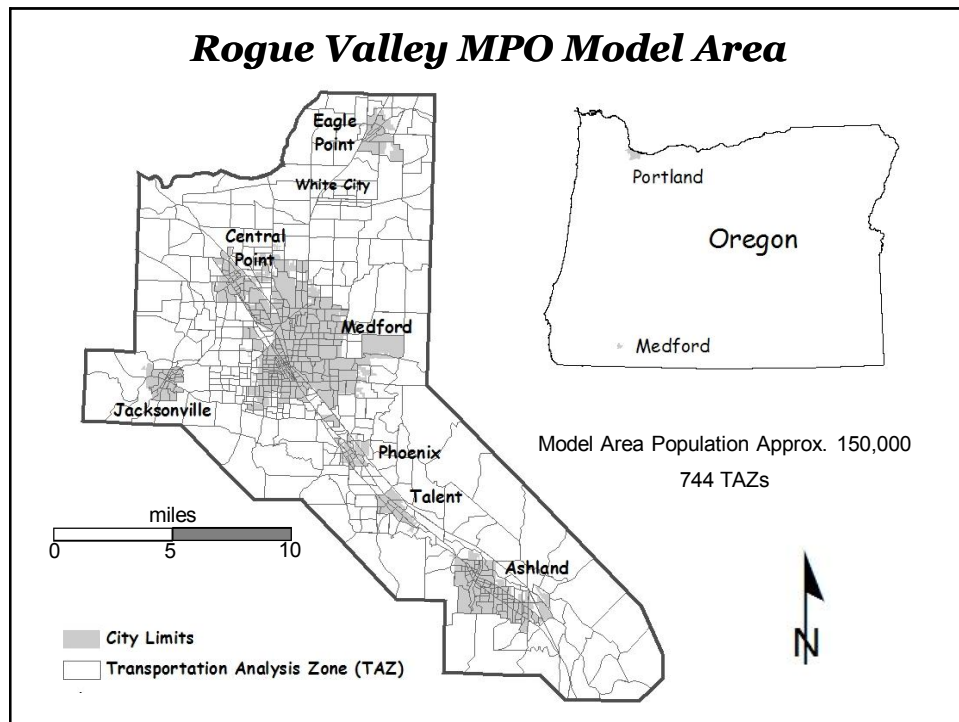 Rogue Valley MPO Model Area
Eagle
Point
White City
Central
Point
Medford
Jacksonville
Phoenix
Talent
Ashland
Portland
Oregon
Medford
Model Area Population Approx. 150,000
744 TAZs
miles
0 5 10
City Limits
Transportation Analysis Zone (TAZ)
N